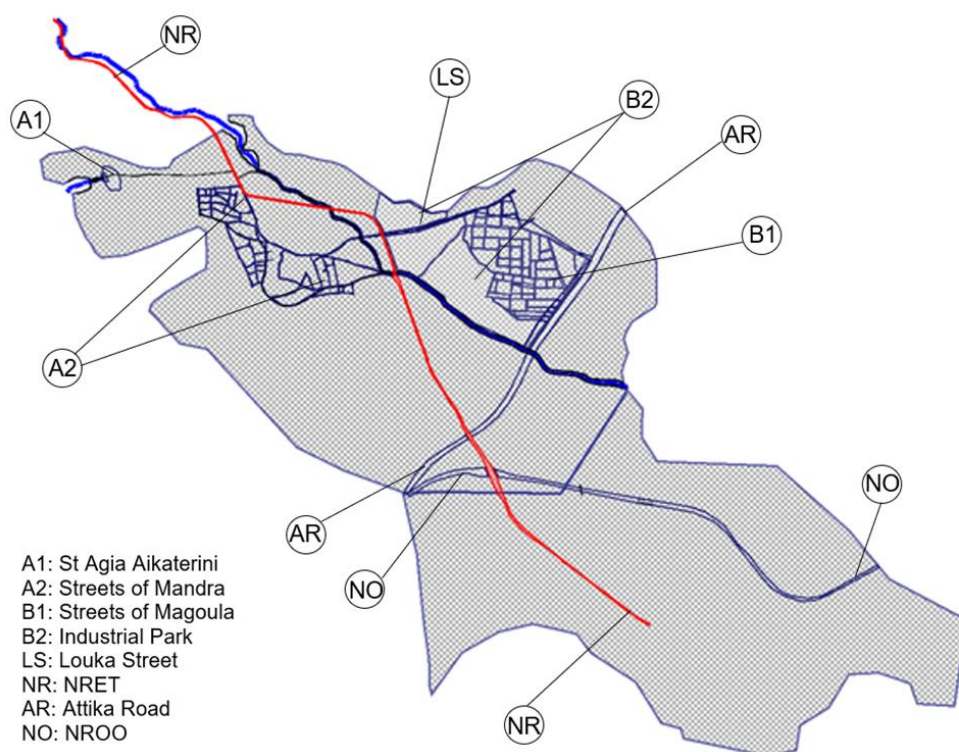 NR
LS
B2
A1
AR
B1
A2
AR
NO
NO
NR
A1: St Agia Aikaterini
A2: Streets of Mandra
B1: Streets of Magoula
B2: Industrial Park
LS: Louka Street
NR: NRET
AR: Attika Road
NO: NROO